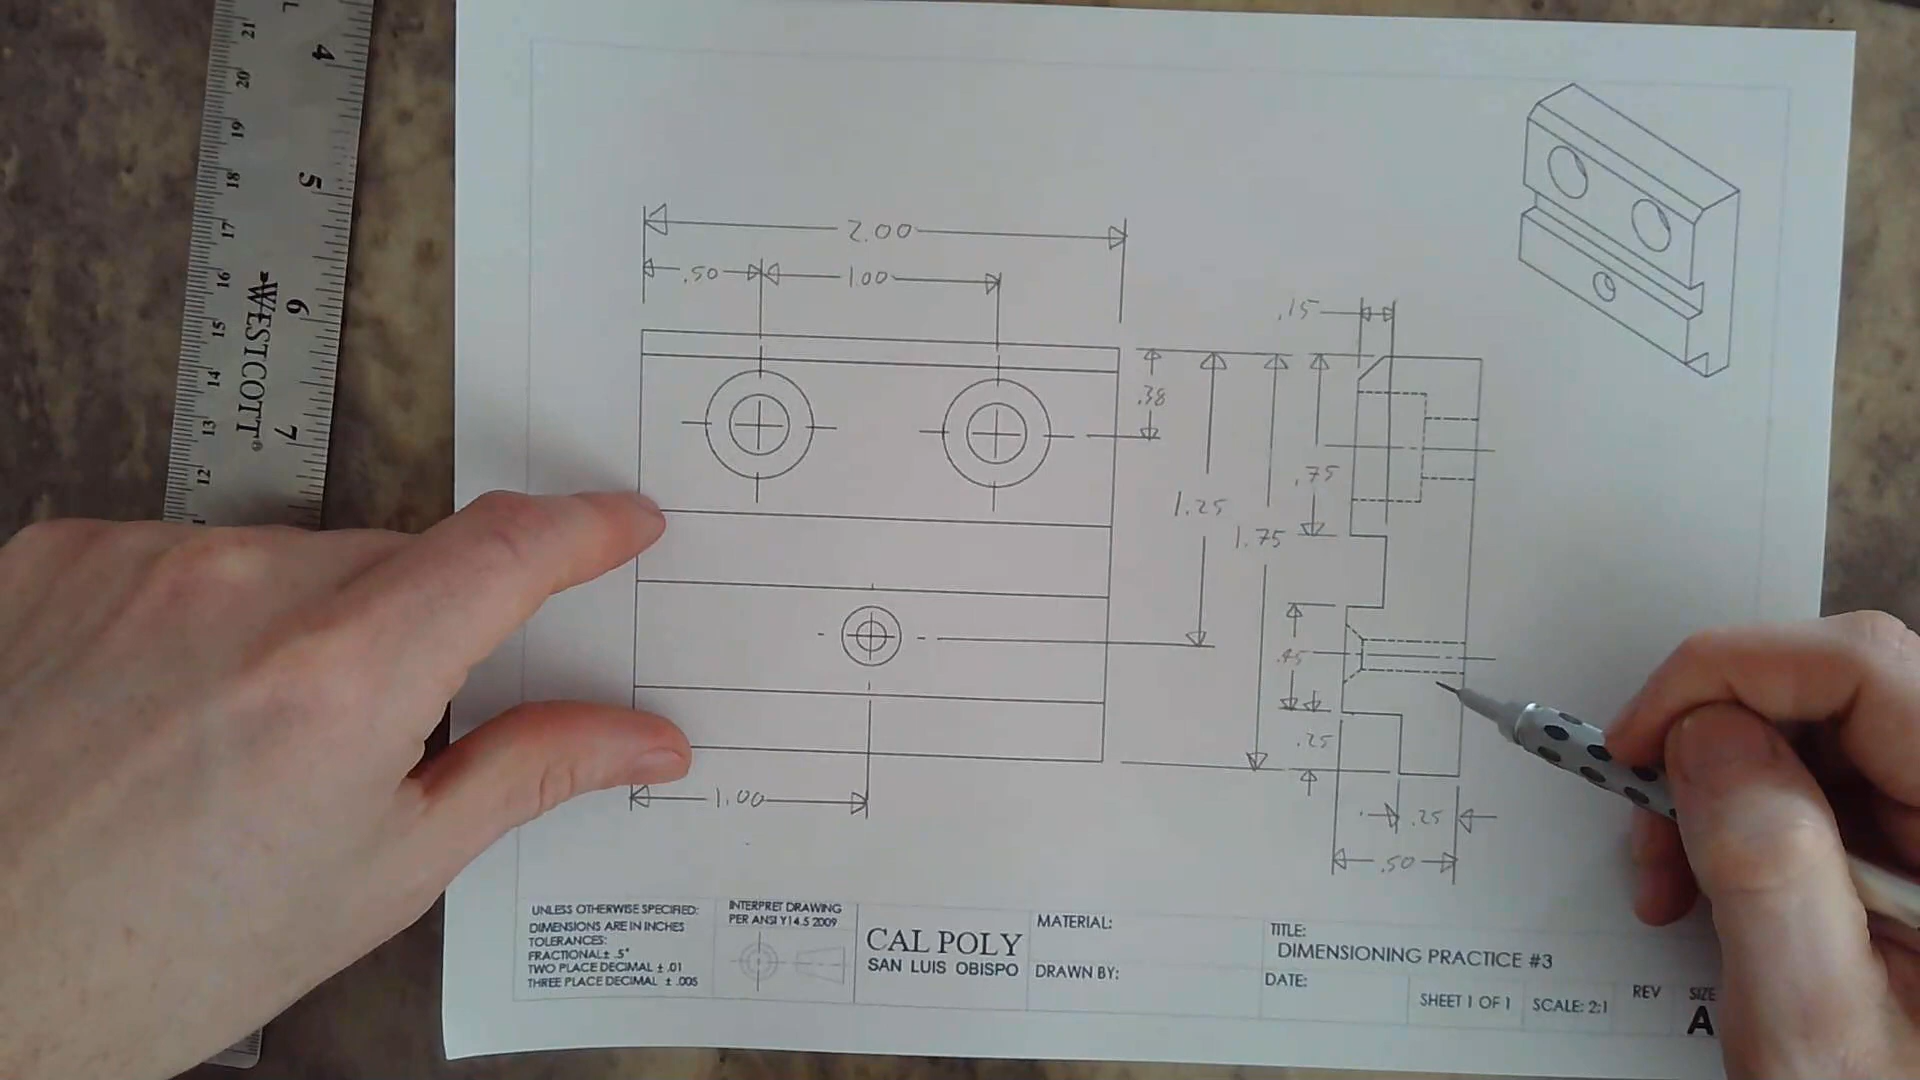 L
4
5
6
7
21
20
19
18
17
16
15
14
13
12
WESTCOTT
2.00
.50
1.00
.15
.38
1.25
1.75
.75
.45
.25
1.00
.25
.50
UNLESS OTHERWISE SPECIFIED:
DIMENSIONS ARE IN INCHES
TOLERANCES:
FRACTIONAL± .5°
TWO PLACE DECIMAL ± .01
THREE PLACE DECIMAL ± .005
INTERPRET DRAWING
PER ANSI Y14.5 2009
CAL POLY
SAN LUIS OBISPO
MATERIAL:
DRAWN BY:
TITLE:
DIMENSIONING PRACTICE #3
DATE:
SHEET 1 OF 1
SCALE: 2:1
REV
SIZE
A